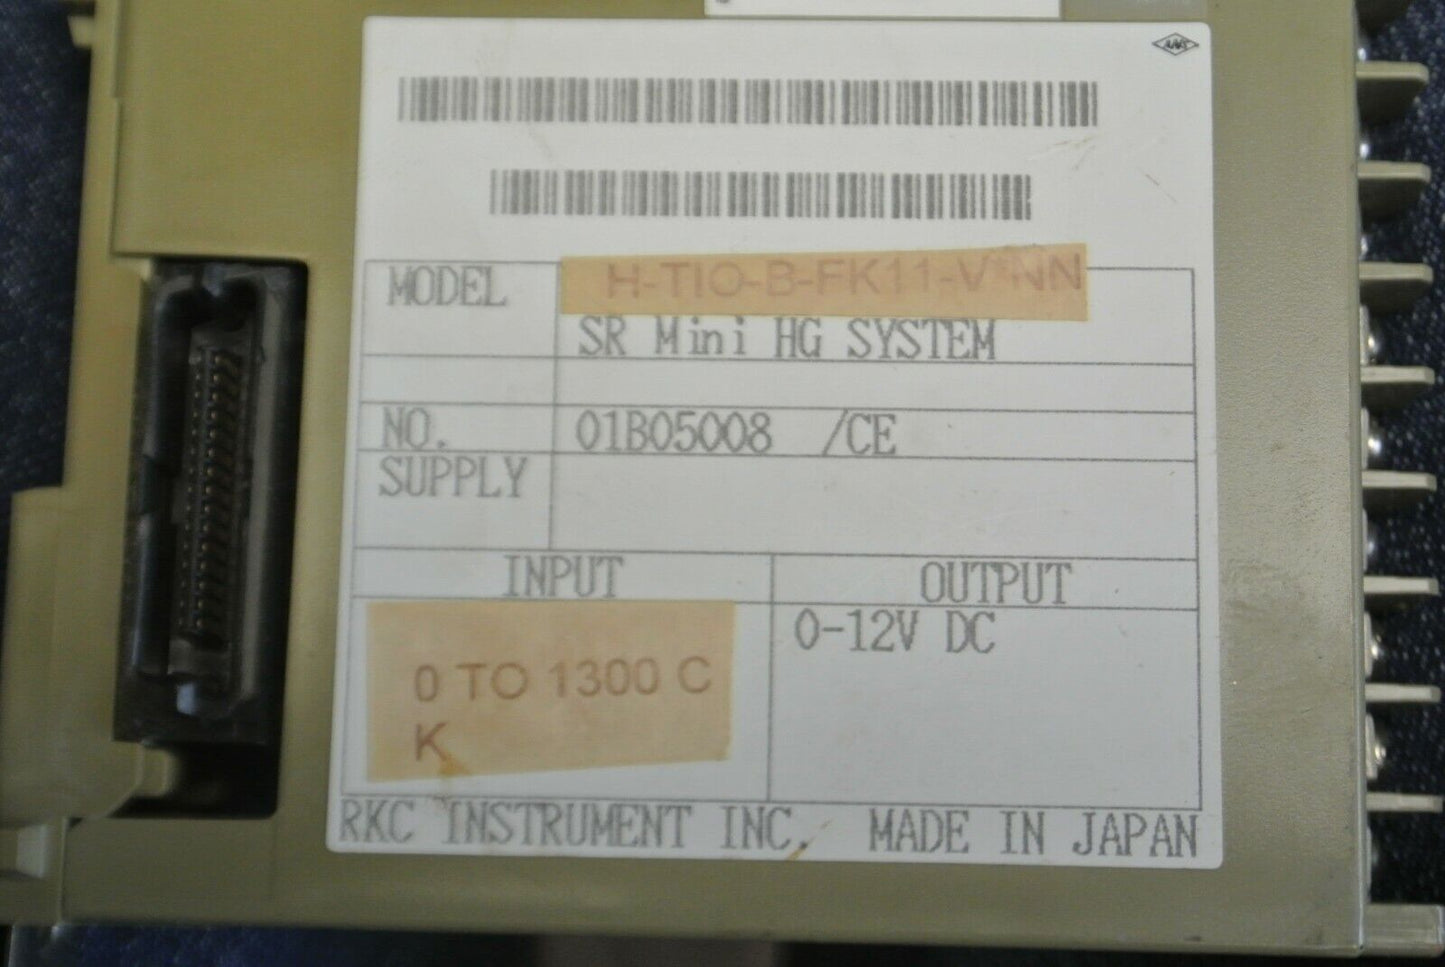 MODEL H-TIO-B-FK11-V*NN
SR Mini HG SYSTEM
NO. 01B05008 /CE
SUPPLY
INPUT OUTPUT
0-12V DC
0 TO 1300 C
K
RKC INSTRUMENT INC. MADE IN JAPAN